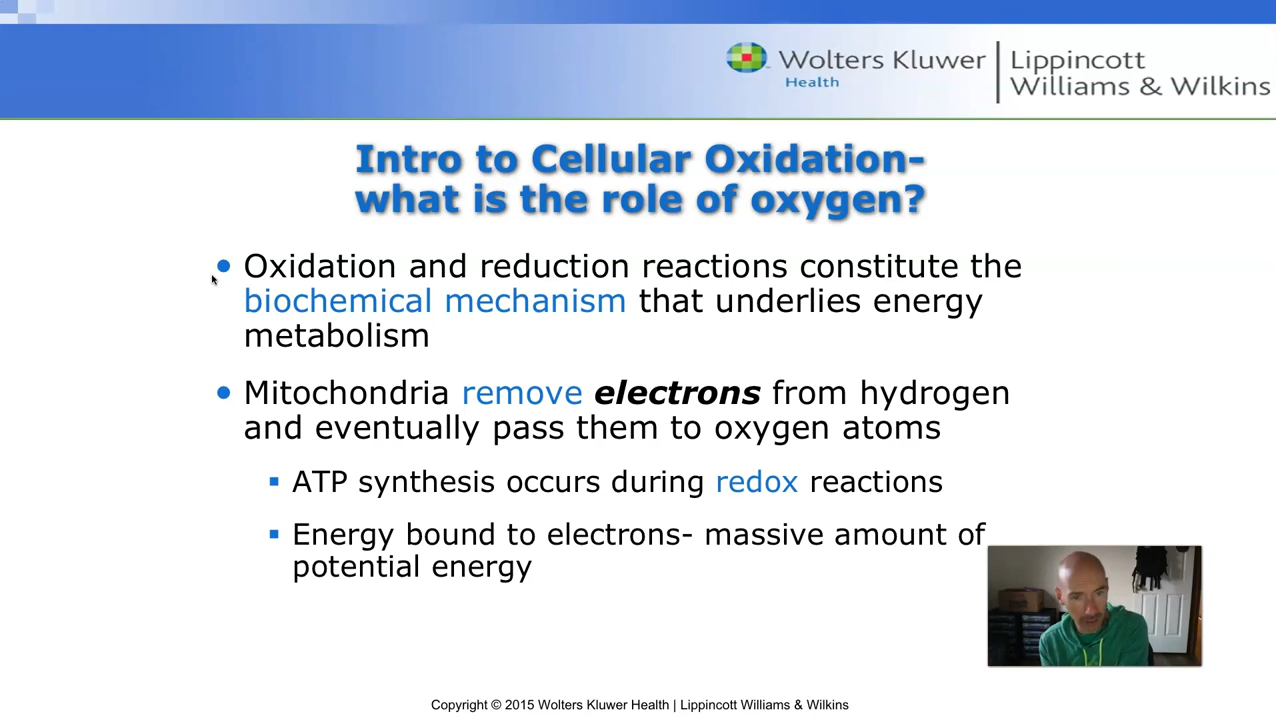 Wolters Kluwer
Health
Lippincott
Williams & Wilkins
Intro to Cellular Oxidation-
what is the role of oxygen?
• Oxidation and reduction reactions constitute the
biochemical mechanism that underlies energy
metabolism
• Mitochondria remove electrons from hydrogen
and eventually pass them to oxygen atoms
▪ ATP synthesis occurs during redox reactions
▪ Energy bound to electrons- massive amount of
potential energy
Copyright © 2015 Wolters Kluwer Health | Lippincott Williams & Wilkins